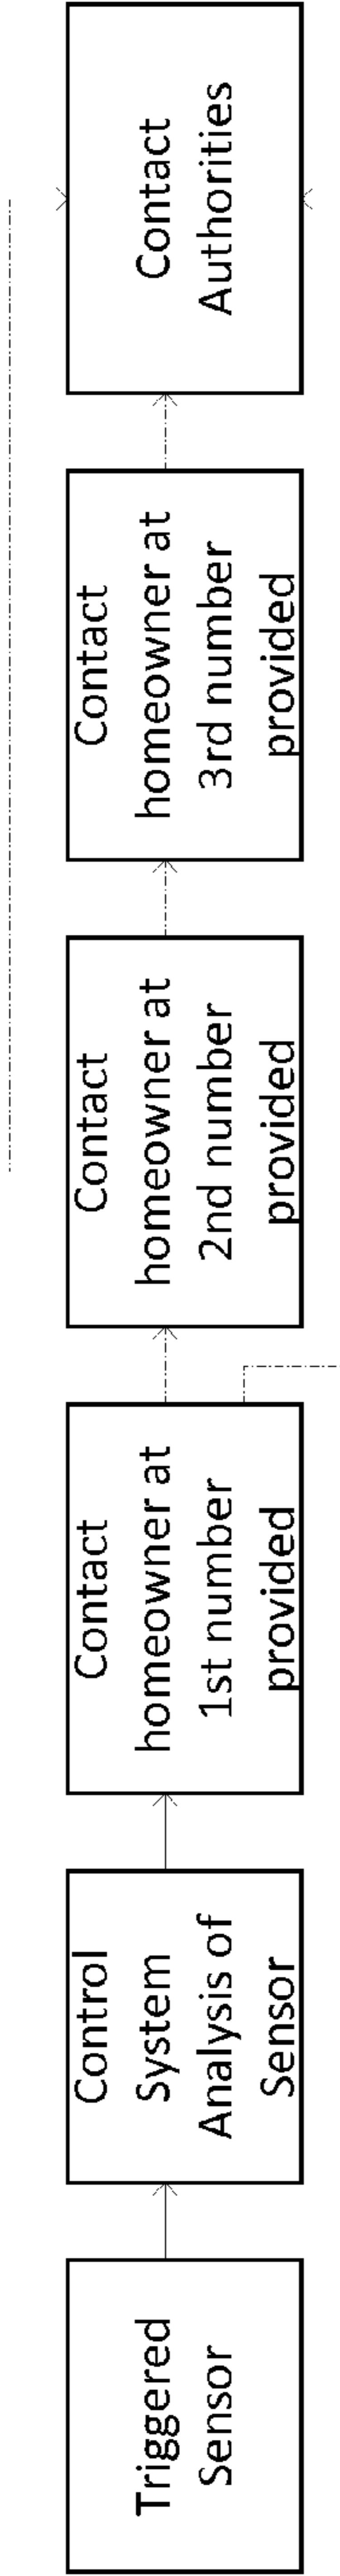 Triggered
Sensor
Control
System
Analysis of
Sensor
Contact
homeowner at
1st number
provided
Contact
homeowner at
2nd number
provided
Contact
homeowner at
3rd number
provided
Contact
Authorities